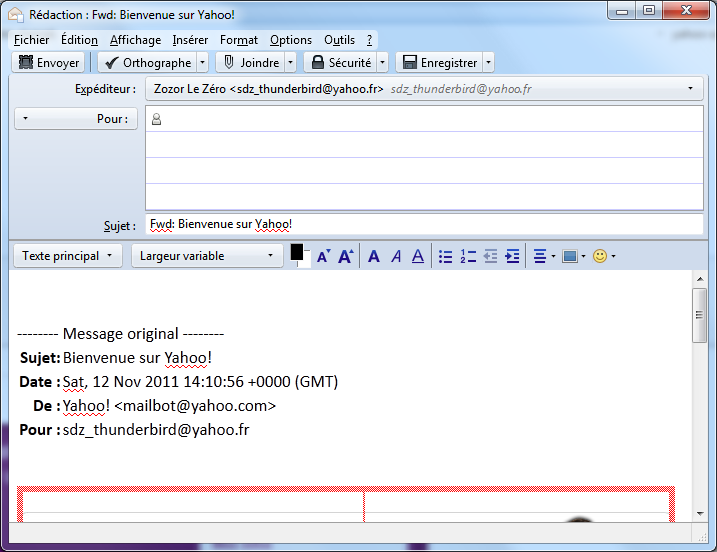 Rédaction : Fwd: Bienvenue sur Yahoo!
Fichier Édition Affichage Insérer Format Options Outils ?
Envoyer Orthographe Joindre Sécurité Enregistrer
Expéditeur : Zozor Le Zéro <sdz_thunderbird@yahoo.fr> sdz_thunderbird@yahoo.fr
Pour :
Sujet : Fwd: Bienvenue sur Yahoo!
Texte principal Largeur variable
-------- Message original --------
Sujet: Bienvenue sur Yahoo!
Date : Sat, 12 Nov 2011 14:10:56 +0000 (GMT)
De : Yahoo! <mailbot@yahoo.com>
Pour : sdz_thunderbird@yahoo.fr